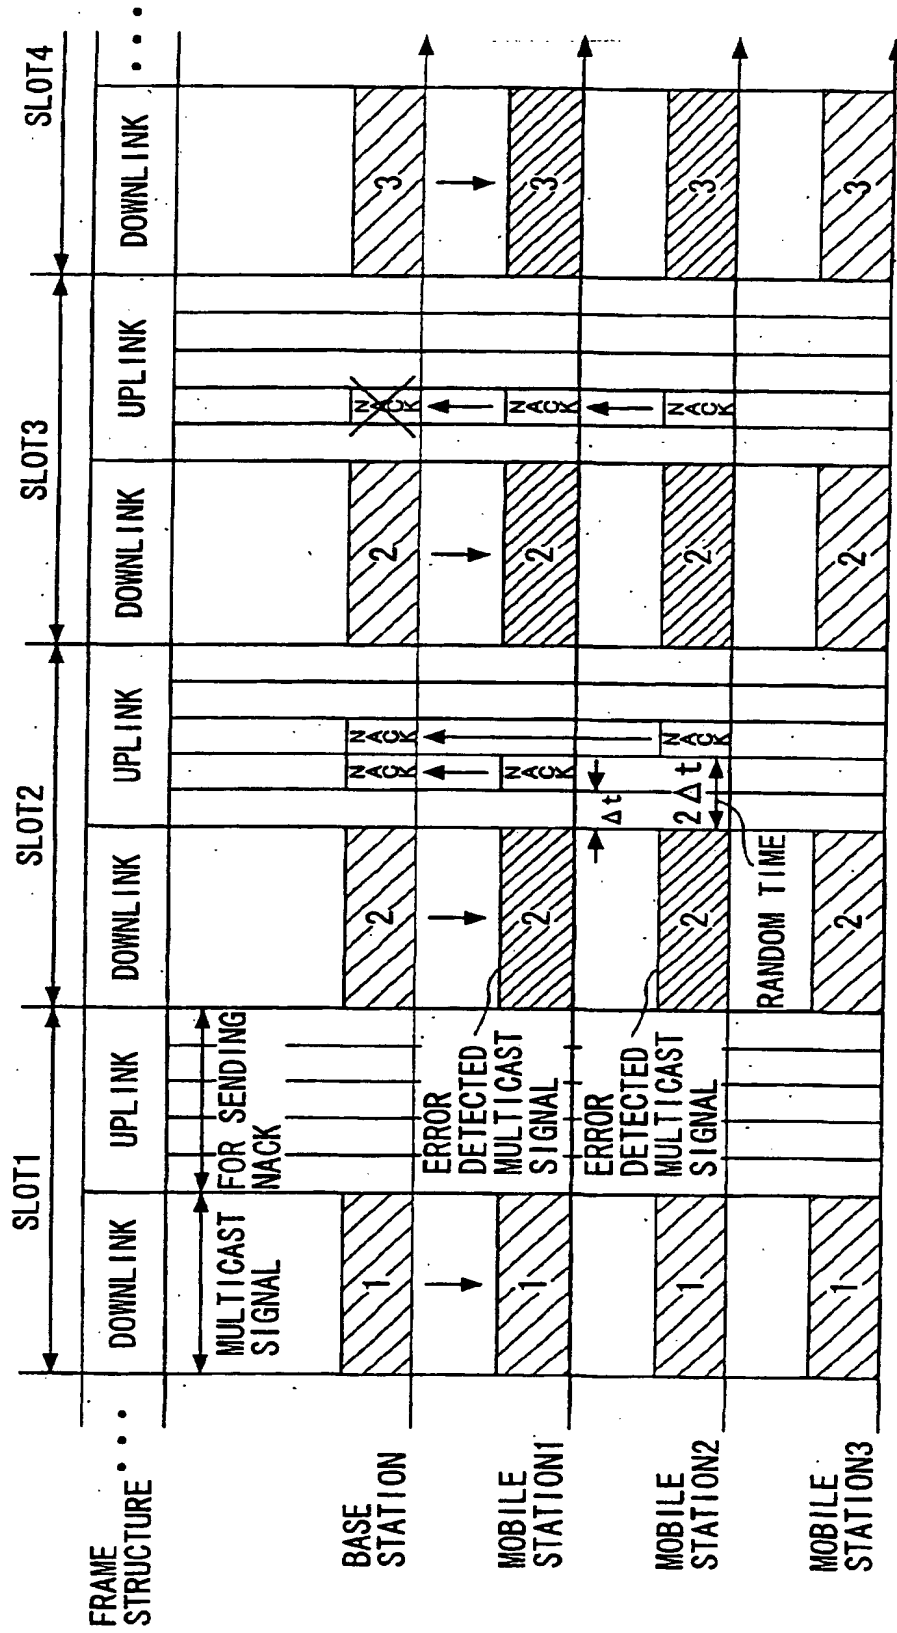 SLOT1
SLOT2
SLOT3
SLOT4
FRAME
STRUCTURE
...
DOWNLINK
UPLINK
DOWNLINK
UPLINK
DOWNLINK
UPLINK
DOWNLINK
...
MULTICAST
SIGNAL
FOR SENDING
NACK
BASE
STATION
1
2
NACK
NACK
2
NACK
3
ERROR
DETECTED
MULTICAST
SIGNAL
MOBILE
STATION1
1
2
NACK
2
NACK
3
ERROR
DETECTED
MULTICAST
SIGNAL
Δt
2Δt
MOBILE
STATION2
1
2
NACK
2
NACK
3
RANDOM TIME
MOBILE
STATION3
1
2
2
3